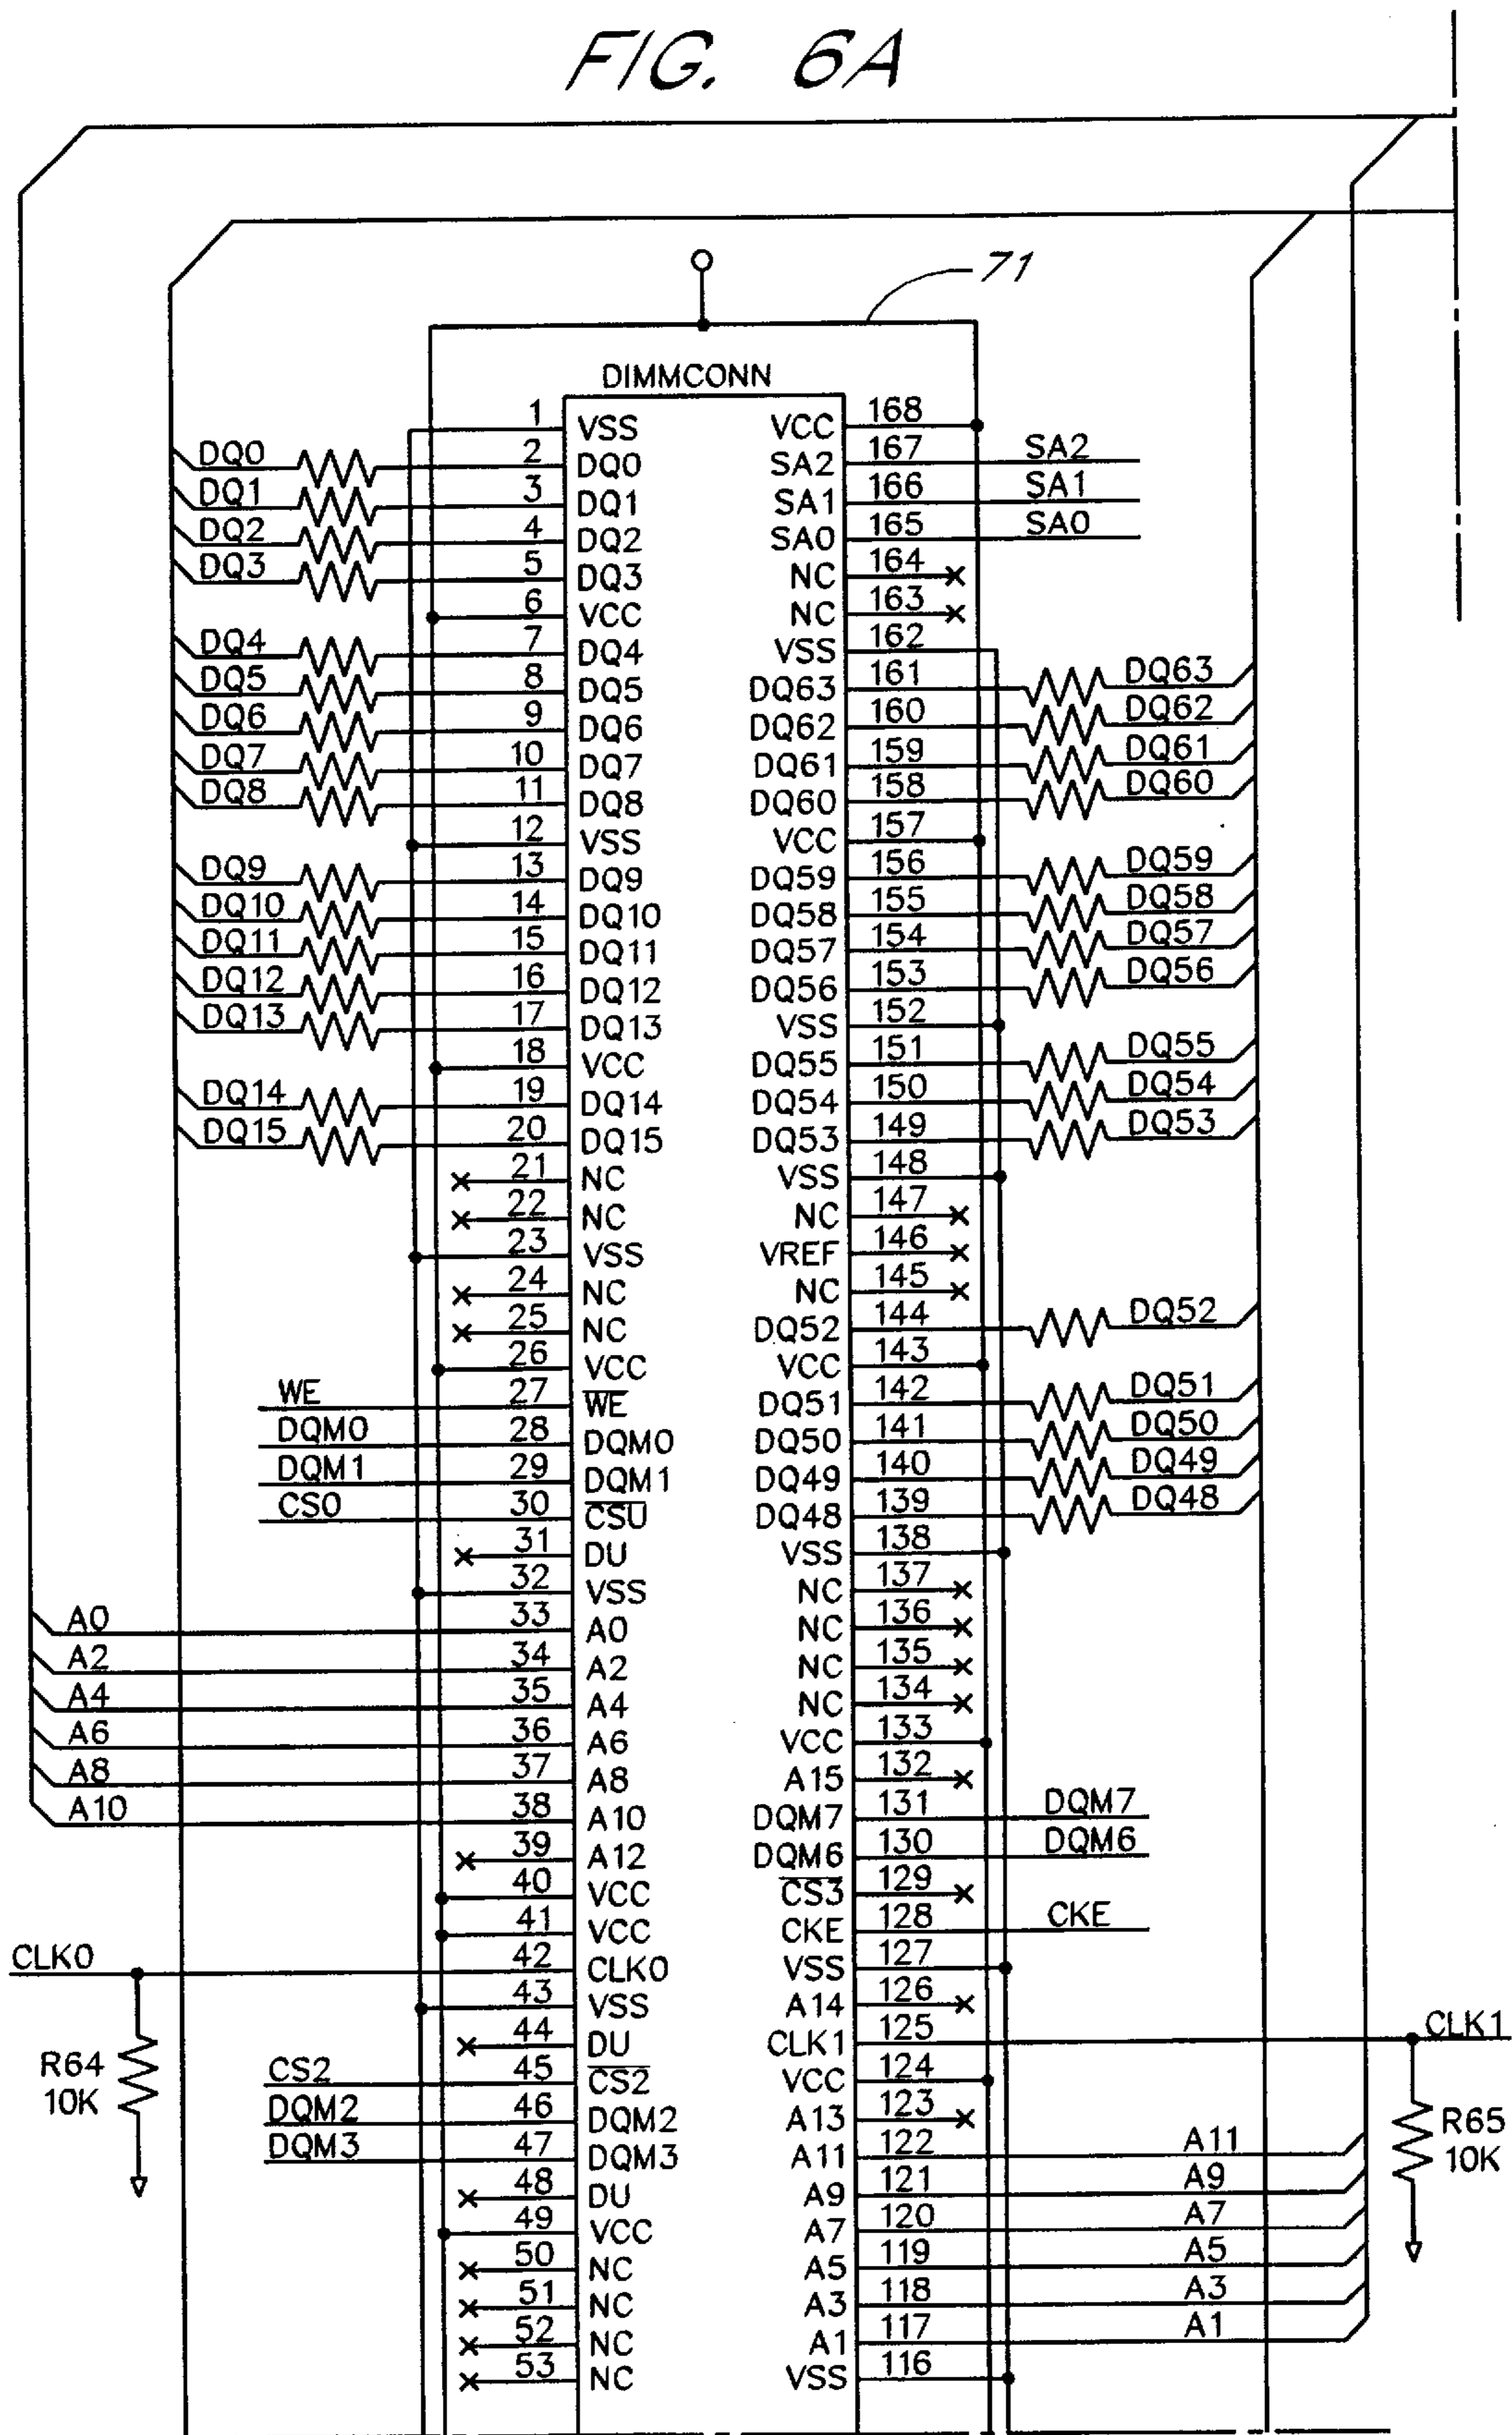 FIG. 6A
71
DIMMCONN
1 VSS VCC 168
DQ0 2 DQ0 SA2 167 SA2
DQ1 3 DQ1 SA1 166 SA1
DQ2 4 DQ2 SA0 165 SA0
DQ3 5 DQ3 NC 164
6 VCC NC 163
DQ4 7 DQ4 VSS 162
DQ5 8 DQ5 DQ63 161 DQ63
DQ6 9 DQ6 DQ62 160 DQ62
DQ7 10 DQ7 DQ61 159 DQ61
DQ8 11 DQ8 DQ60 158 DQ60
12 VSS VCC 157
DQ9 13 DQ9 DQ59 156 DQ59
DQ10 14 DQ10 DQ58 155 DQ58
DQ11 15 DQ11 DQ57 154 DQ57
DQ12 16 DQ12 DQ56 153 DQ56
DQ13 17 DQ13 VSS 152
18 VCC DQ55 151 DQ55
DQ14 19 DQ14 DQ54 150 DQ54
DQ15 20 DQ15 DQ53 149 DQ53
21 NC VSS 148
22 NC NC 147
23 VSS VREF 146
24 NC NC 145
25 NC DQ52 144 DQ52
26 VCC VCC 143
WE 27 WE DQ51 142 DQ51
DQM0 28 DQM0 DQ50 141 DQ50
DQM1 29 DQM1 DQ49 140 DQ49
CS0 30 CSU DQ48 139 DQ48
31 DU VSS 138
32 VSS NC 137
A0 33 A0 NC 136
A2 34 A2 NC 135
A4 35 A4 NC 134
A6 36 A6 VCC 133
A8 37 A8 A15 132
A10 38 A10 DQM7 131 DQM7
39 A12 DQM6 130 DQM6
40 VCC CS3 129
41 VCC CKE 128 CKE
CLK0 42 CLK0 VSS 127
43 VSS A14 126
44 DU CLK1 125 CLK1
R64
10K
CS2 45 CS2 VCC 124
DQM2 46 DQM2 A13 123
DQM3 47 DQM3 A11 122 A11
R65
10K
48 DU A9 121 A9
49 VCC A7 120 A7
50 NC A5 119 A5
51 NC A3 118 A3
52 NC A1 117 A1
53 NC VSS 116